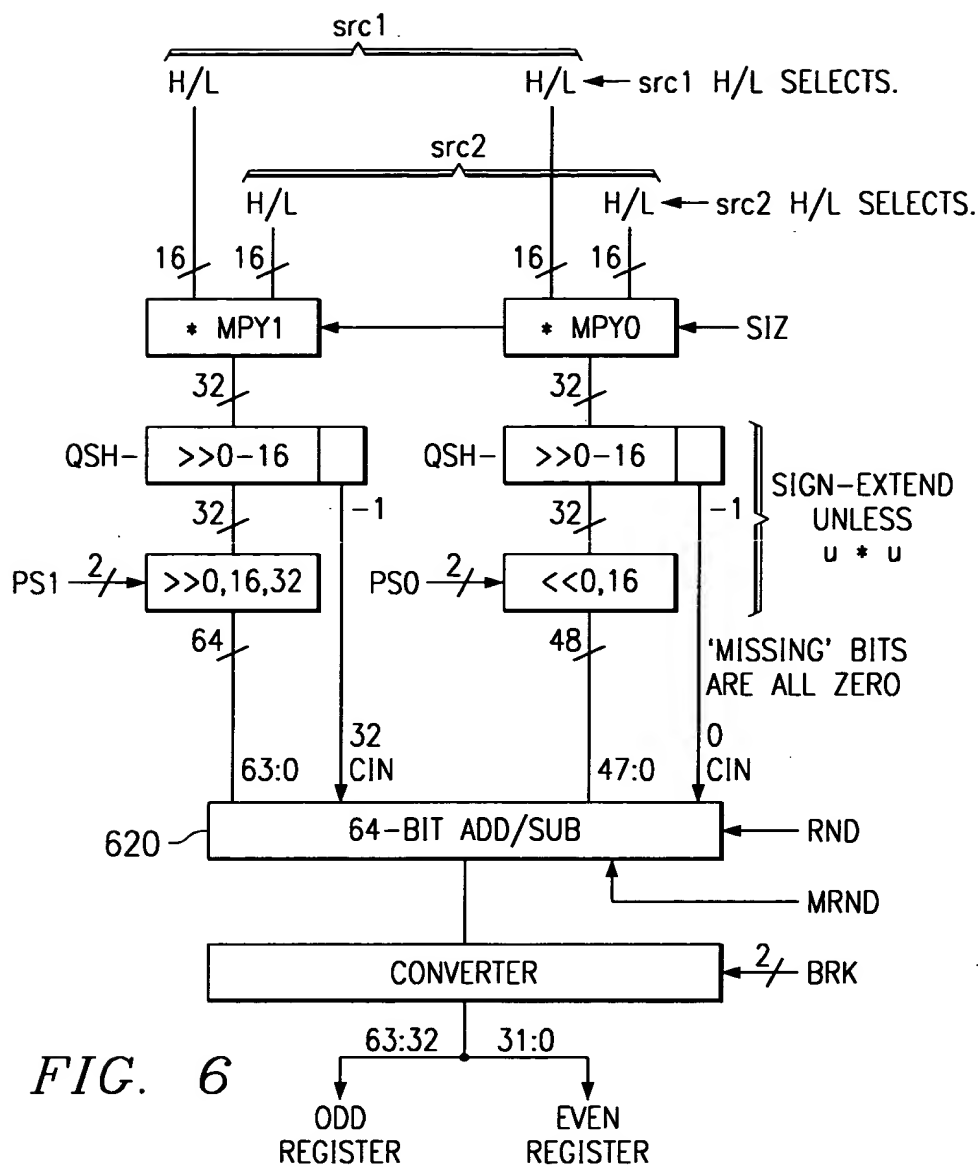 src1
H/L H/L src1 H/L SELECTS.
src2
H/L H/L src2 H/L SELECTS.
16 16 16 16
* MPY1 * MPY0 SIZ
32 32
QSH- >>0-16 QSH- >>0-16
-1 -1
32 32
SIGN-EXTEND
UNLESS
u * u
PS1 2 >>0,16,32 PS0 2 <<0,16
64 48
'MISSING' BITS
ARE ALL ZERO
32 0
63:0 CIN 47:0 CIN
620 64-BIT ADD/SUB RND
MRND
CONVERTER 2 BRK
63:32 31:0
FIG. 6
ODD EVEN
REGISTER REGISTER